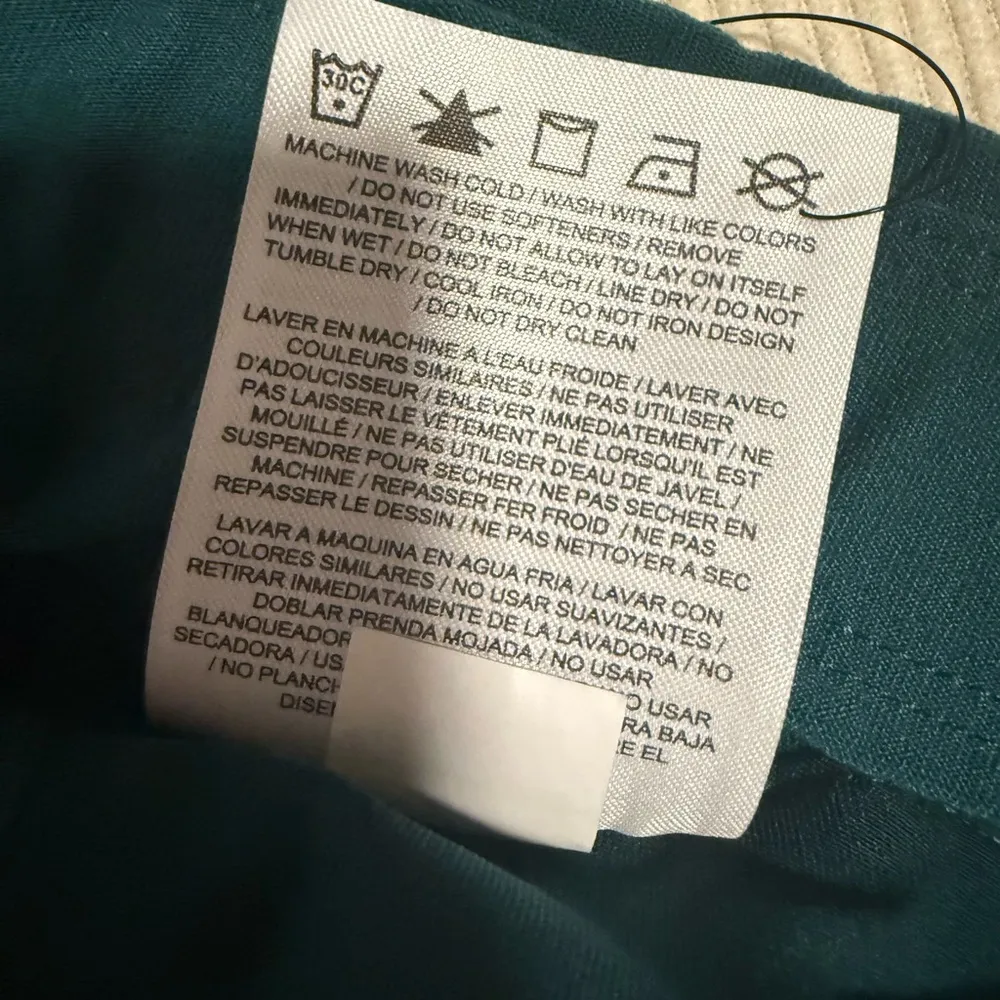 30C
MACHINE WASH COLD / WASH WITH LIKE COLORS
/ DO NOT USE SOFTENERS / REMOVE
IMMEDIATELY / DO NOT ALLOW TO LAY ON ITSELF
WHEN WET / DO NOT BLEACH / LINE DRY / DO NOT
TUMBLE DRY / COOL IRON / DO NOT IRON DESIGN
/ DO NOT DRY CLEAN
LAVER EN MACHINE A L'EAU FROIDE / LAVER AVEC
COULEURS SIMILAIRES / NE PAS UTILISER
D'ADOUCISSEUR / ENLEVER IMMEDIATEMENT / NE
PAS LAISSER LE VÊTEMENT PLIÉ LORSQU'IL EST
MOUILLÉ / NE PAS UTILISER D'EAU DE JAVEL /
SUSPENDRE POUR SECHER / NE PAS SECHER EN
MACHINE / REPASSER FER FROID / NE PAS
REPASSER LE DESSIN / NE PAS NETTOYER A SEC
LAVAR A MAQUINA EN AGUA FRIA / LAVAR CON
COLORES SIMILARES / NO USAR SUAVIZANTES /
RETIRAR INMEDIATAMENTE DE LA LAVADORA / NO
DOBLAR PRENDA MOJADA / NO USAR
BLANQUEADOR USAR
SECADORA / US RA BAJA
/ NO PLANCH EL